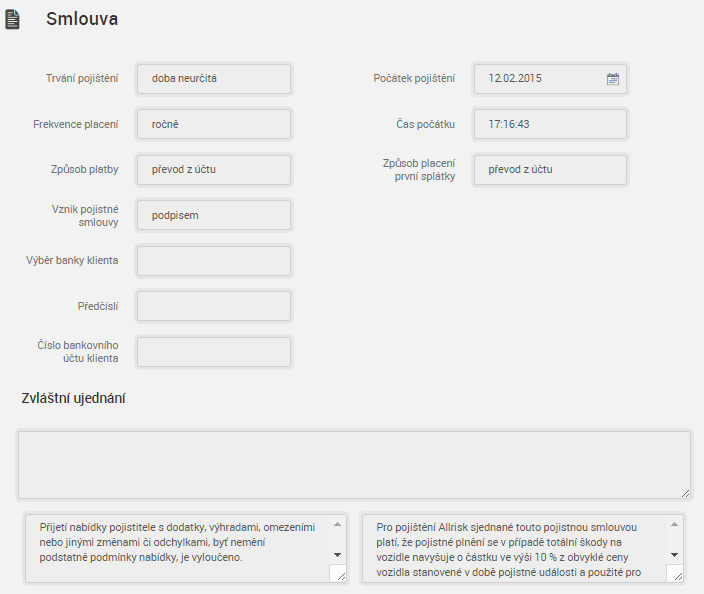 Smlouva
Trvání pojištění doba neurčitá Počátek pojištění 12.02.2015
Frekvence placení ročně Čas počátku 17:16:43
Způsob platby převod z účtu Způsob placení
první splátky převod z účtu
Vznik pojistné
smlouvy podpisem
Výběr banky klienta
Předčíslí
Číslo bankovního
účtu klienta
Zvláštní ujednání
Přijetí nabídky pojistitele s dodatky, výhradami, omezeními
nebo jinými změnami či odchylkami, byť nemění
podstatně podmínky nabídky, je vyloučeno.
Pro pojištění Allrisk sjednané touto pojistnou smlouvou
platí, že pojistné plnění se v případě totální škody na
vozidle navyšuje o částku ve výši 10 % z obvyklé ceny
vozidla stanovené v době pojistné události a použité pro